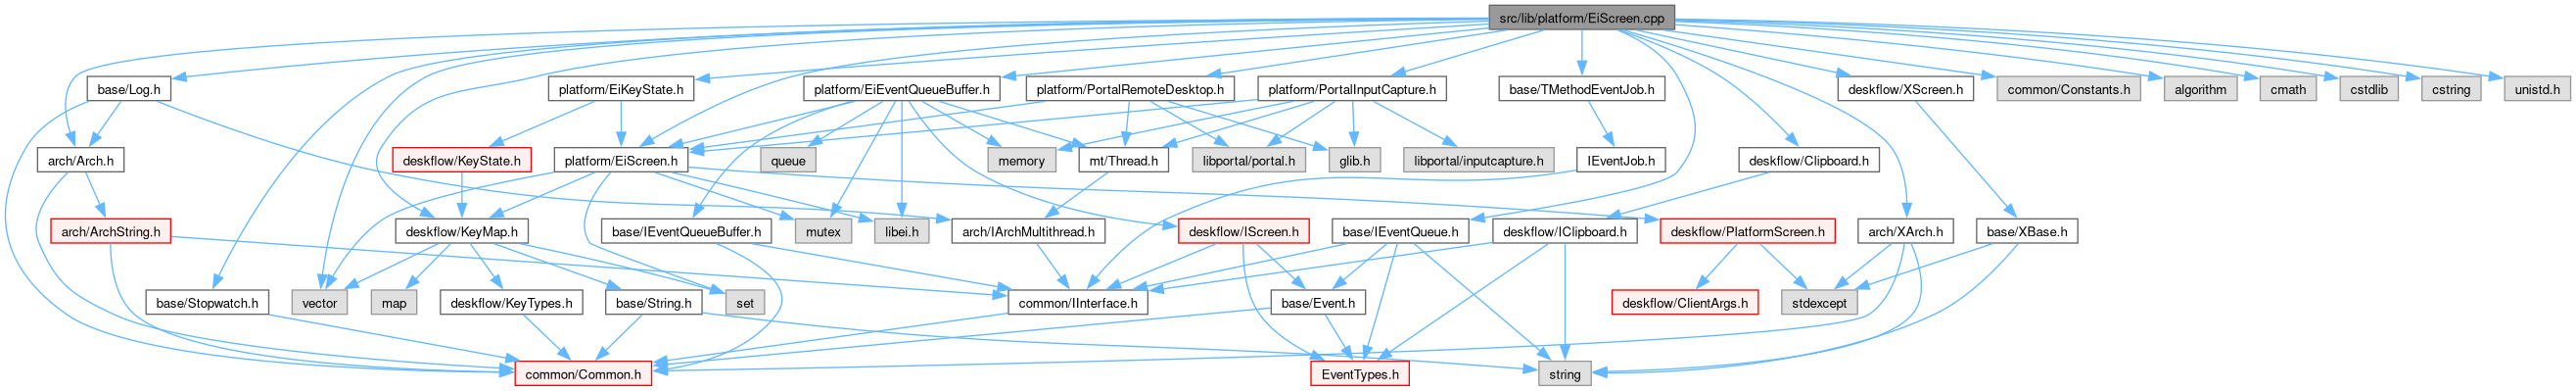 src/lib/platform/EiScreen.cpp
base/Log.h
platform/EiKeyState.h
platform/EiEventQueueBuffer.h
platform/PortalRemoteDesktop.h
platform/PortalInputCapture.h
base/TMethodEventJob.h
deskflow/XScreen.h
common/Constants.h
algorithm
cmath
cstdlib
cstring
unistd.h
arch/Arch.h
deskflow/KeyState.h
platform/EiScreen.h
queue
memory
mt/Thread.h
libportal/portal.h
glib.h
libportal/inputcapture.h
IEventJob.h
deskflow/Clipboard.h
arch/ArchString.h
deskflow/KeyMap.h
base/IEventQueueBuffer.h
mutex
libei.h
arch/IArchMultithread.h
deskflow/IScreen.h
base/IEventQueue.h
deskflow/IClipboard.h
deskflow/PlatformScreen.h
arch/XArch.h
base/XBase.h
base/Stopwatch.h
vector
map
deskflow/KeyTypes.h
base/String.h
set
common/IInterface.h
base/Event.h
deskflow/ClientArgs.h
stdexcept
common/Common.h
EventTypes.h
string